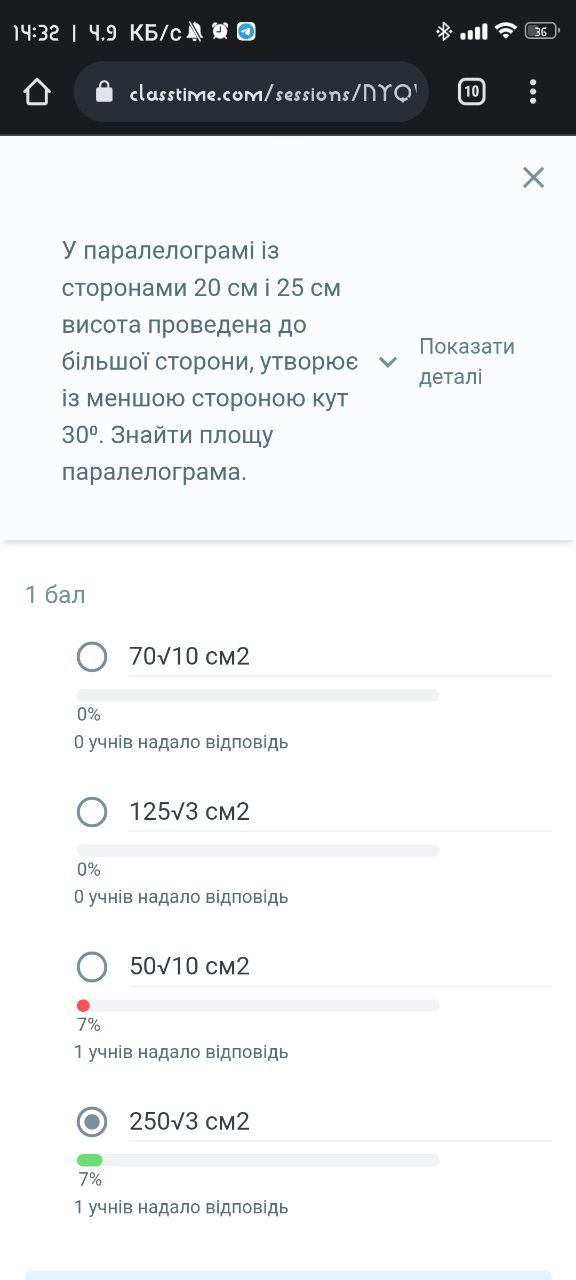 14:32 | 4.9 КБ/с
36
classtime.com/sessions/
10
У паралелограмі із
сторонами 20 см і 25 см
висота проведена до
більшої сторони, утворює
із меншою стороною кут
30⁰. Знайти площу
паралелограма.
Показати
деталі
1 бал
70√10 см2
0%
0 учнів надало відповідь
125√3 см2
0%
0 учнів надало відповідь
50√10 см2
7%
1 учнів надало відповідь
250√3 см2
7%
1 учнів надало відповідь